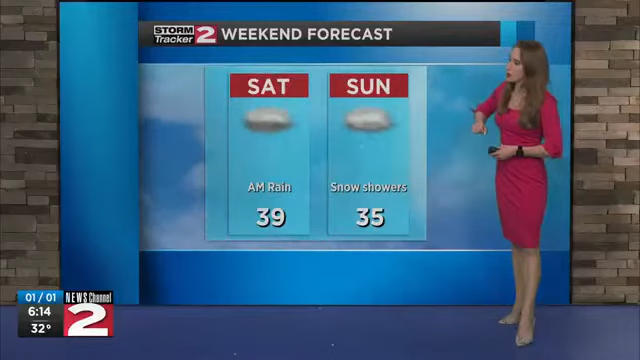 STORM
Tracker 2 WEEKEND FORECAST
SAT
SUN
AM Rain
Snow showers
39
35
01/01
6:14
32°
NEWS Channel
2